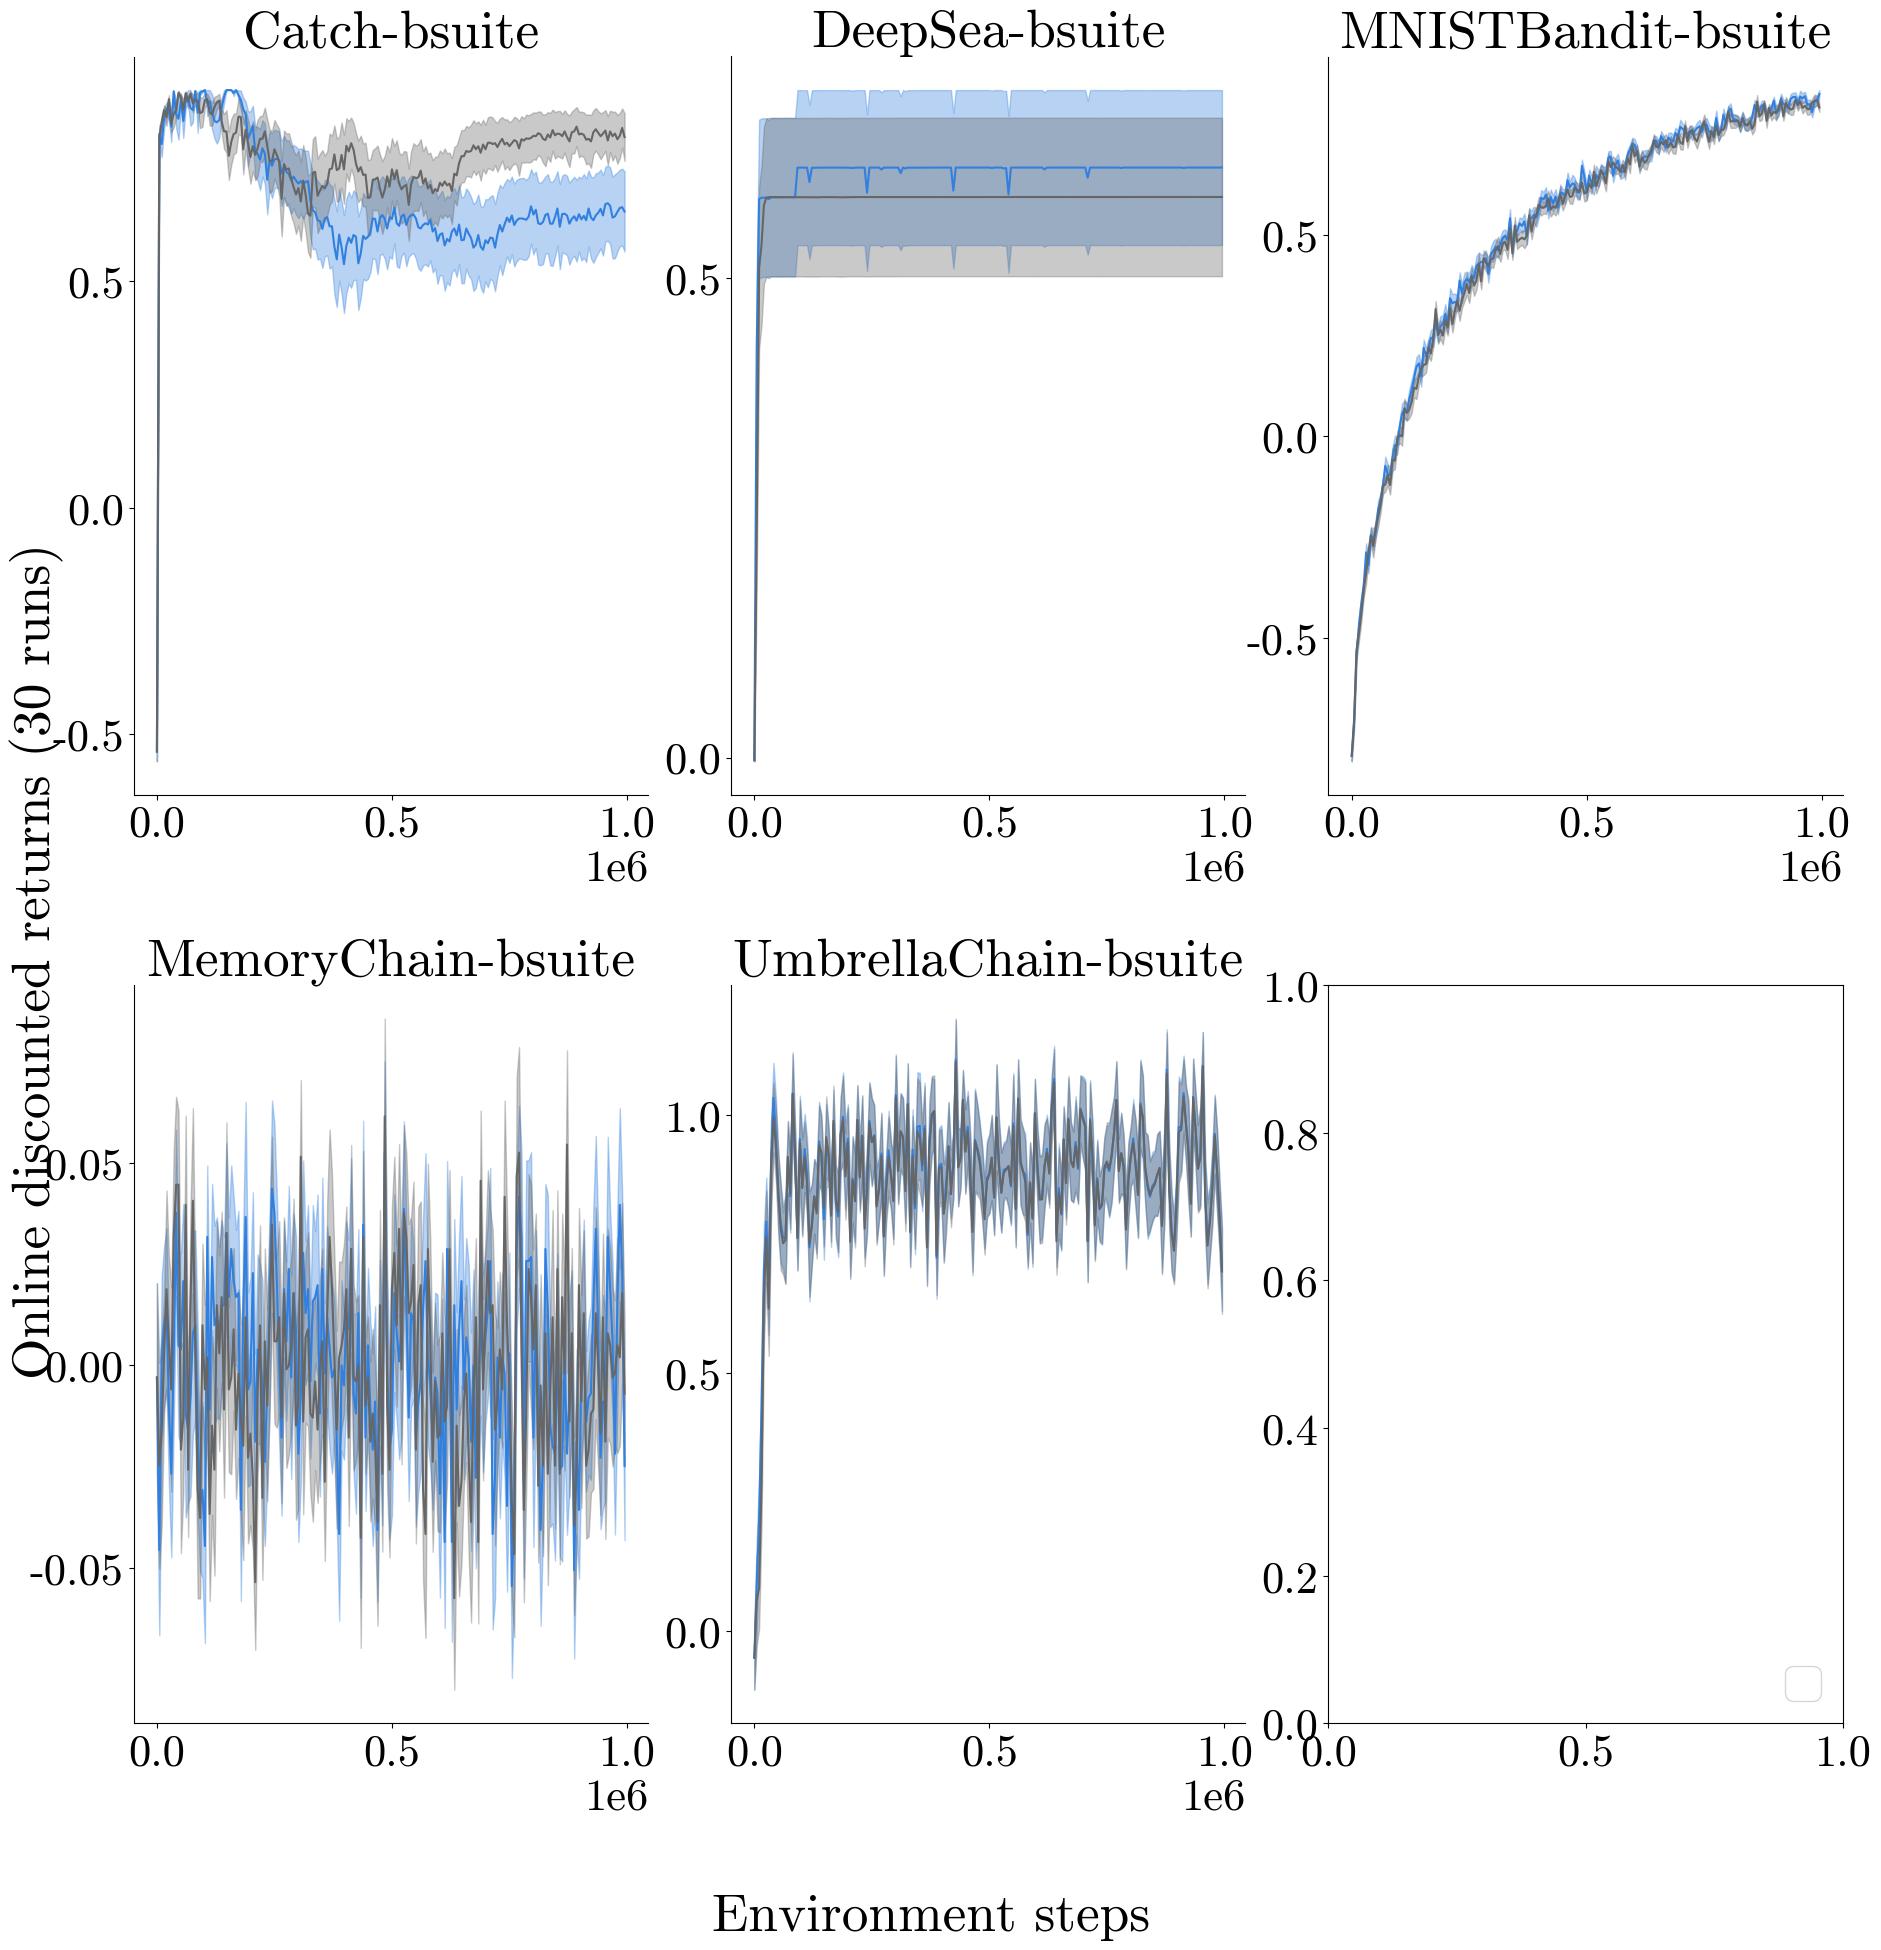 Catch-bsuite
DeepSea-bsuite
MNISTBandit-bsuite
0.5
0.0
-0.5
0.0 0.5 1.0
1e6
0.5
0.0
0.0 0.5 1.0
1e6
0.5
0.0
-0.5
0.0 0.5 1.0
1e6
Online discounted returns (30 runs)
MemoryChain-bsuite
UmbrellaChain-bsuite
0.05
0.00
-0.05
0.0 0.5 1.0
1e6
1.0
0.5
0.0
0.0 0.5 1.0
1e6
1.0
0.8
0.6
0.4
0.2
0.0
0.0 0.5 1.0
Environment steps